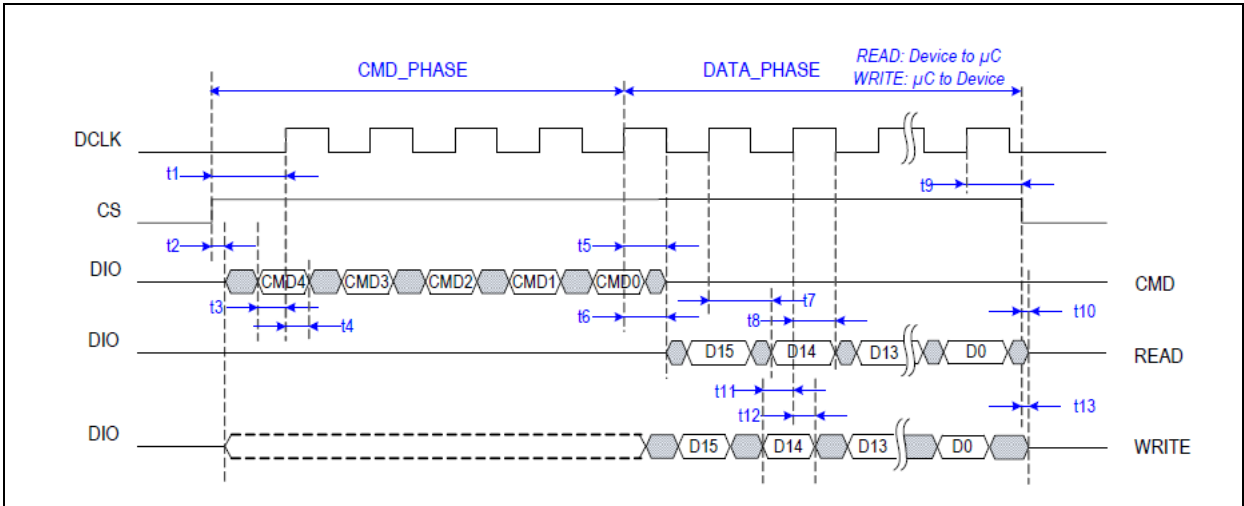 CMD_PHASE DATA_PHASE READ: Device to µC
WRITE: µC to Device
DCLK
t1 t9
CS
t2 t5
DIO CMD4 CMD3 CMD2 CMD1 CMD0 CMD
t3 t4 t6 t7 t8 t10
DIO D15 D14 D13 D0 READ
t11 t12 t13
DIO D15 D14 D13 D0 WRITE